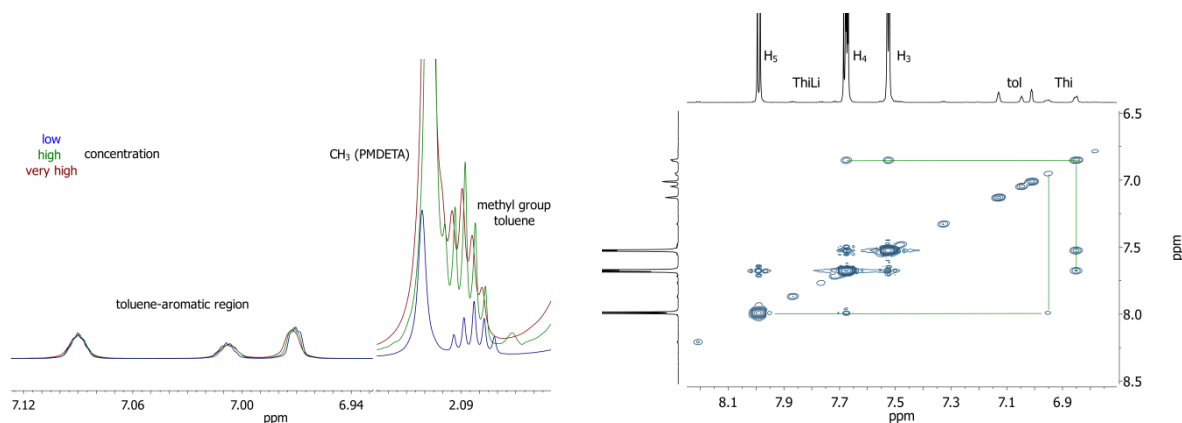 low
high
very high
concentration
CH₃ (PMDETA)
methyl group
toluene
toluene-aromatic region
7.12
7.06
7.00
6.94
2.09
ppm
H₅
H₄
H₃
ThiLi
tol
Thi
6.5
7.0
7.5
8.0
8.5
ppm
8.1
7.9
7.7
7.5
7.3
7.1
6.9
ppm